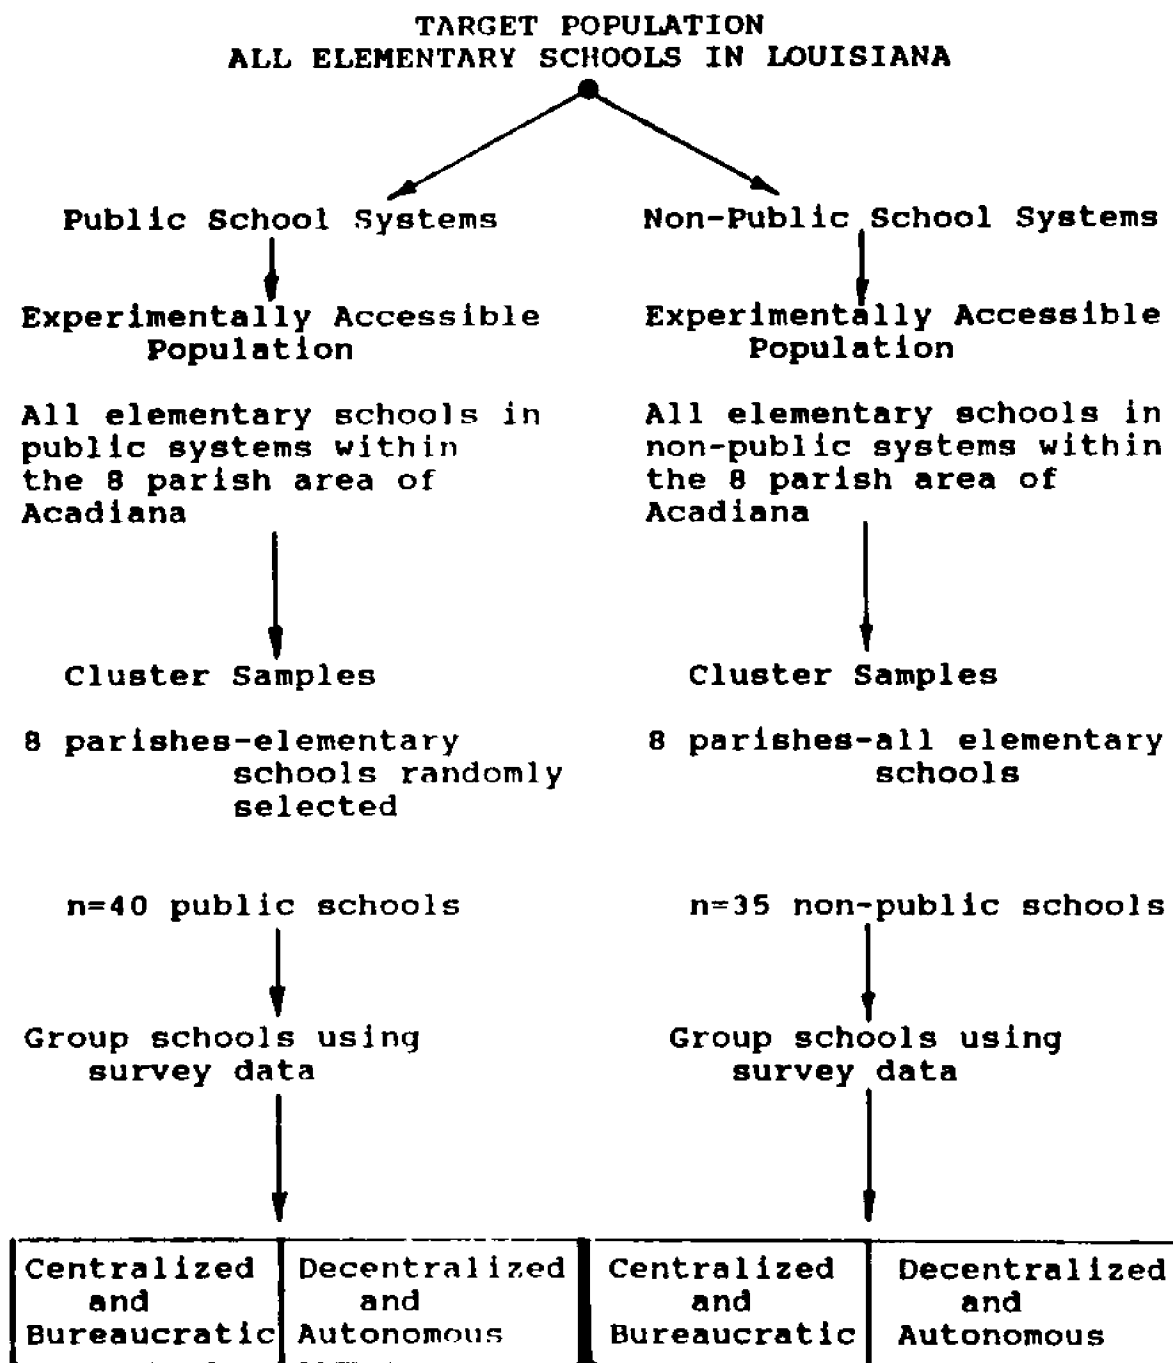 TARGET POPULATION
ALL ELEMENTARY SCHOOLS IN LOUISIANA
Public School Systems
Non-Public School Systems
Experimentally Accessible
Population
Experimentally Accessible
Population
All elementary schools in
public systems within
the 8 parish area of
Acadiana
All elementary schools in
non-public systems within
the 8 parish area of
Acadiana
Cluster Samples
Cluster Samples
8 parishes-elementary
schools randomly
selected
8 parishes-all elementary
schools
n=40 public schools
n=35 non-public schools
Group schools using
survey data
Group schools using
survey data
Centralized
and
Bureaucratic
Decentralized
and
Autonomous
Centralized
and
Bureaucratic
Decentralized
and
Autonomous